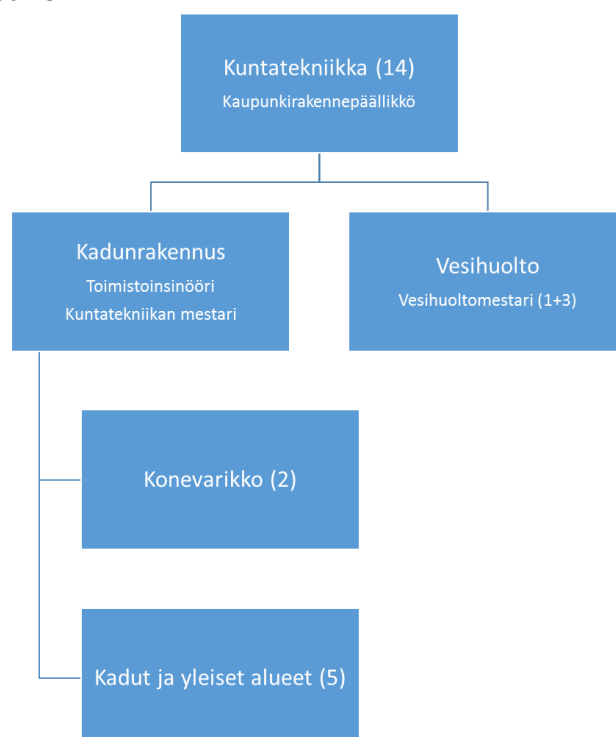 Kuntatekniikka (14)
Kaupunkirakennepäällikkö
Kadunrakennus
Toimistoinsinööri
Kuntatekniikan mestari
Vesihuolto
Vesihuoltomestari (1+3)
Konevarikko (2)
Kadut ja yleiset alueet (5)